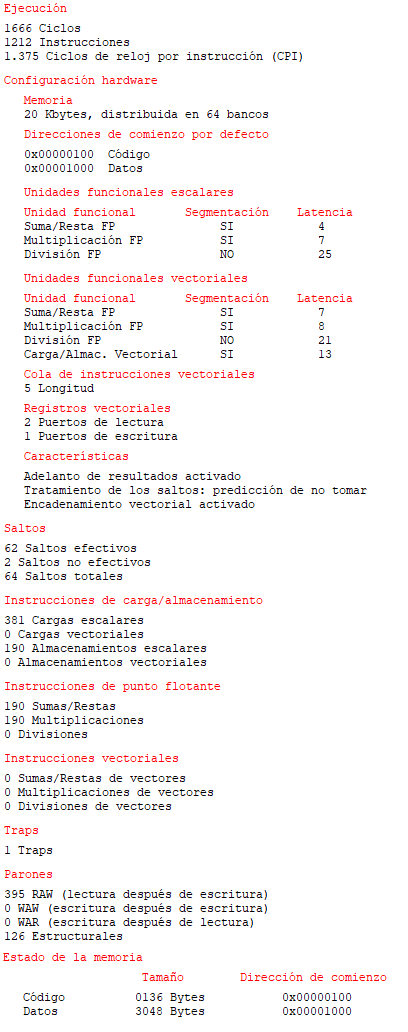 Ejecución
1666 Ciclos
1212 Instrucciones
1.375 Ciclos de reloj por instrucción (CPI)
Configuración hardware
Memoria
20 Kbytes, distribuida en 64 bancos
Direcciones de comienzo por defecto
0x00000100 Código
0x00001000 Datos
Unidades funcionales escalares
Unidad funcional Segmentación Latencia
Suma/Resta FP SI 4
Multiplicación FP SI 7
División FP NO 25
Unidades funcionales vectoriales
Unidad funcional Segmentación Latencia
Suma/Resta FP SI 7
Multiplicación FP SI 8
División FP NO 21
Carga/Almac. Vectorial SI 13
Cola de instrucciones vectoriales
5 Longitud
Registros vectoriales
2 Puertos de lectura
1 Puertos de escritura
Características
Adelanto de resultados activado
Tratamiento de los saltos: predicción de no tomar
Encadenamiento vectorial activado
Saltos
62 Saltos efectivos
2 Saltos no efectivos
64 Saltos totales
Instrucciones de carga/almacenamiento
381 Cargas escalares
0 Cargas vectoriales
190 Almacenamientos escalares
0 Almacenamientos vectoriales
Instrucciones de punto flotante
190 Sumas/Restas
190 Multiplicaciones
0 Divisiones
Instrucciones vectoriales
0 Sumas/Restas de vectores
0 Multiplicaciones de vectores
0 Divisiones de vectores
Traps
1 Traps
Parones
395 RAW (lectura después de escritura)
0 WAW (escritura después de escritura)
0 WAR (escritura después de lectura)
126 Estructurales
Estado de la memoria
Tamaño Dirección de comienzo
Código 0136 Bytes 0x00000100
Datos 3048 Bytes 0x00001000